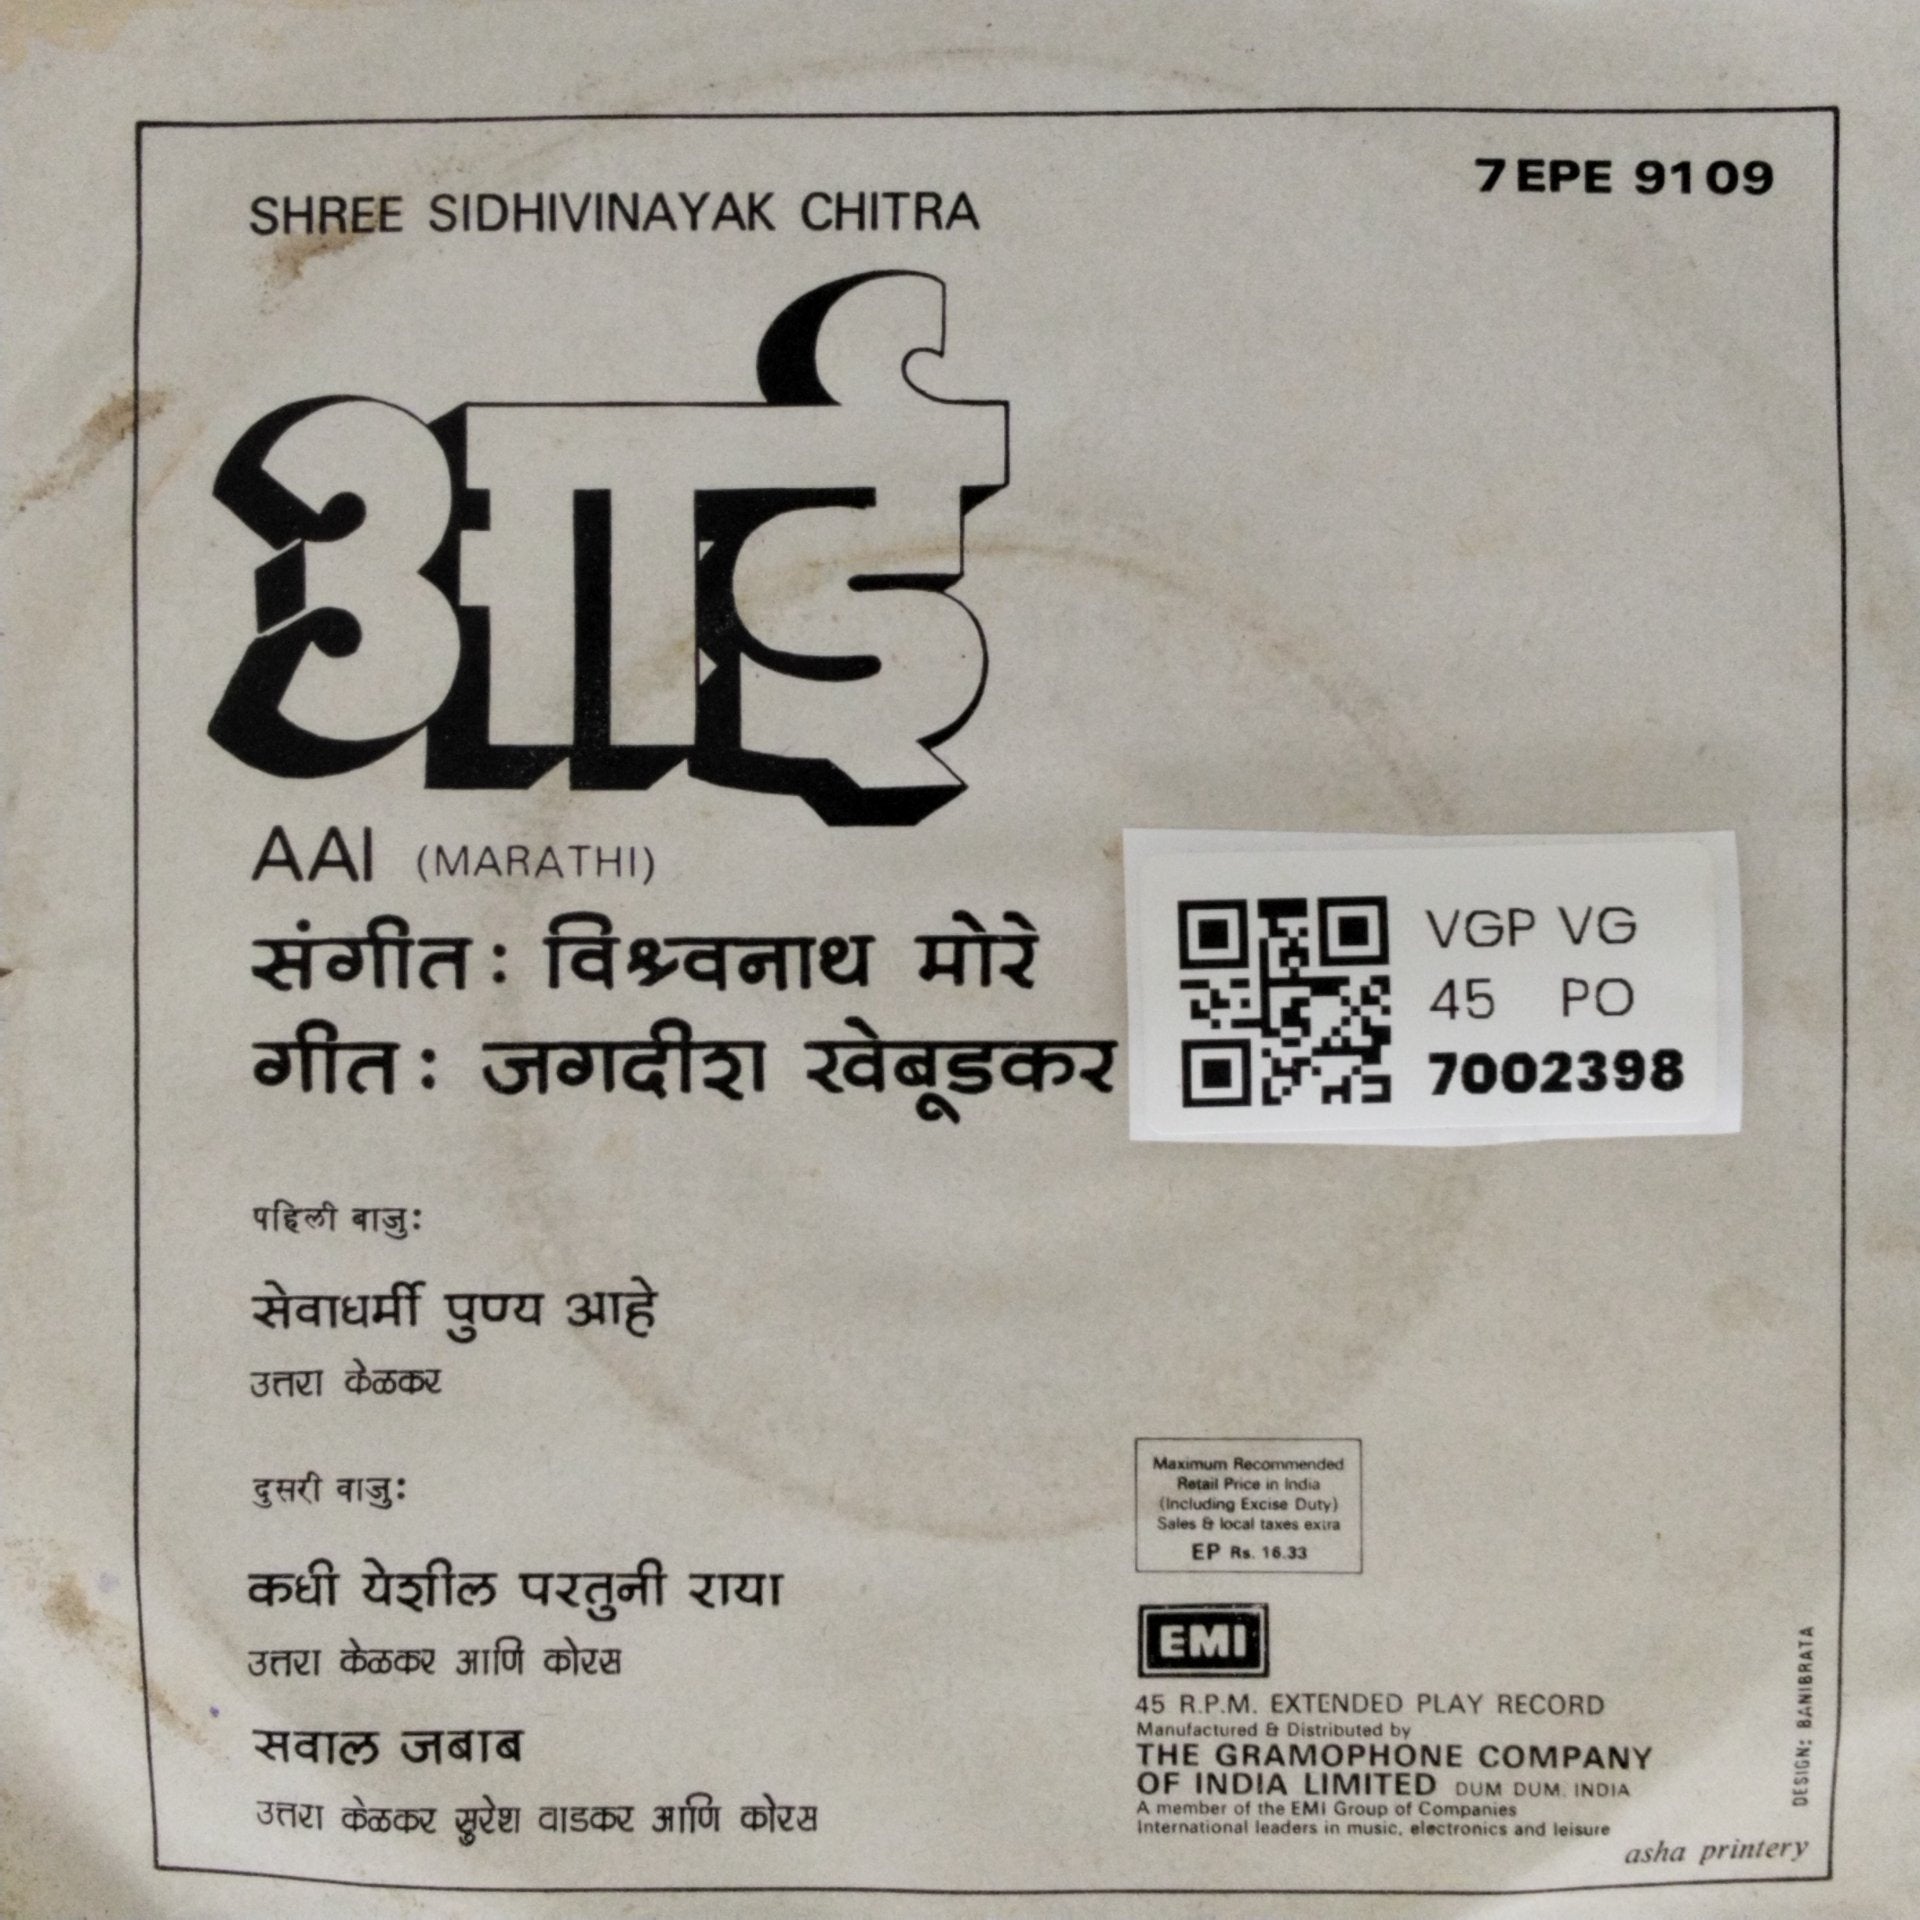 SHREE SIDHIVINAYAK CHITRA
7EPE 9109
आई
AAI (MARATHI)
संगीत: विश्र्वनाथ मोरे
गीत: जगदीश खेबूडकर
VGP VG
45 PO
7002398
पहिली बाजु:
सेवाधर्मी पुण्य आहे
उत्तरा केळकर
दुसरी वाजु:
कधी येशील परतुनी राया
उत्तरा केळकर आणि कोरस
सवाल जबाब
उत्तरा केळकर सुरेश वाडकर आणि कोरस
Maximum Recommended
Retail Price in India
(Including Excise Duty)
Sales & local taxes extra
EP Rs. 16.33
EMI
45 R.P.M. EXTENDED PLAY RECORD
Manufactured & Distributed by
THE GRAMOPHONE COMPANY
OF INDIA LIMITED DUM DUM. INDIA
A member of the EMI Group of Companies
International leaders in music, electronics and leisure
DESIGN: BANIBRATA
asha printery